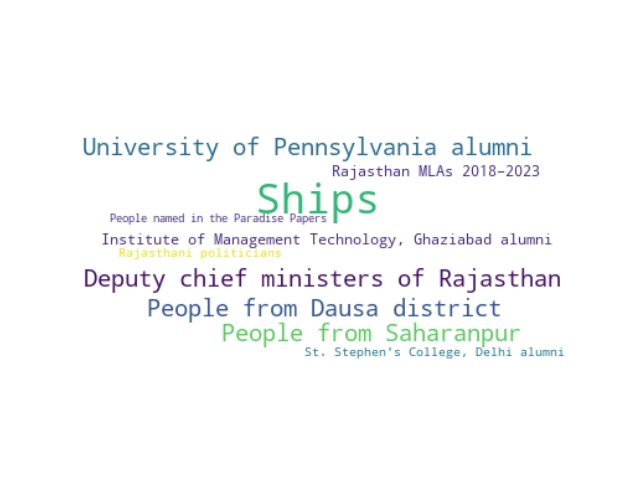 University of Pennsylvania alumni
Rajasthan MLAs 2018–2023
Ships
People named in the Paradise Papers
Institute of Management Technology, Ghaziabad alumni
Rajasthani politicians
Deputy chief ministers of Rajasthan
People from Dausa district
People from Saharanpur
St. Stephen's College, Delhi alumni